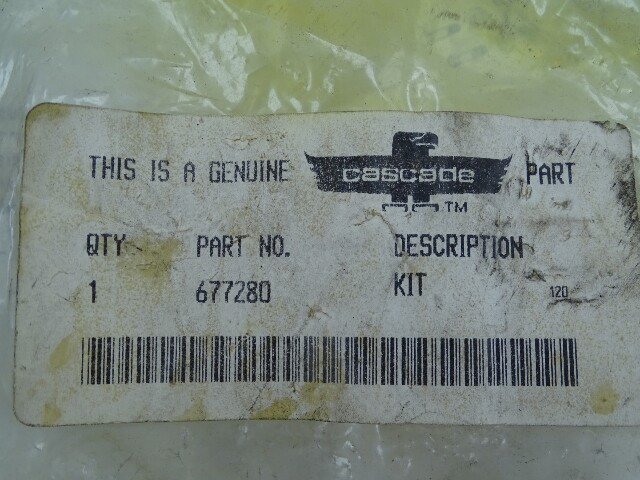 THIS IS A GENUINE cascade PART
TM
QTY PART NO. DESCRIPTION
1 677280 KIT 120